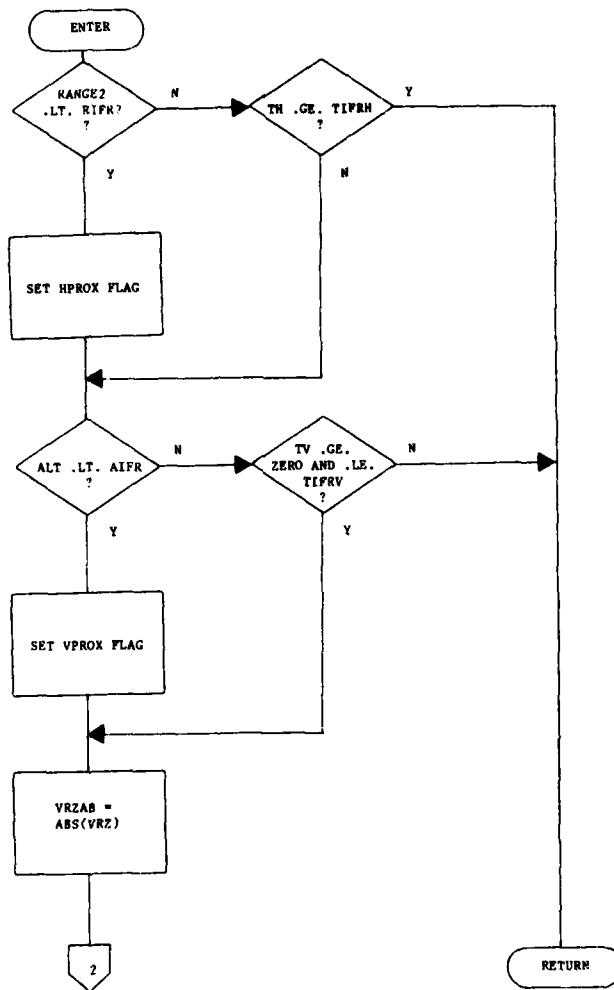 ENTER
RANGE2
.LT. RIFR?
?
N
TH .GE. TIFRH
?
Y
Y
N
SET HPROX FLAG
ALT .LT. AIFR
?
N
TV .GE.
ZERO AND .LE.
TIFRV
?
N
Y
Y
SET VPROX FLAG
VRZAB =
ABS(VRZ)
2
RETURN